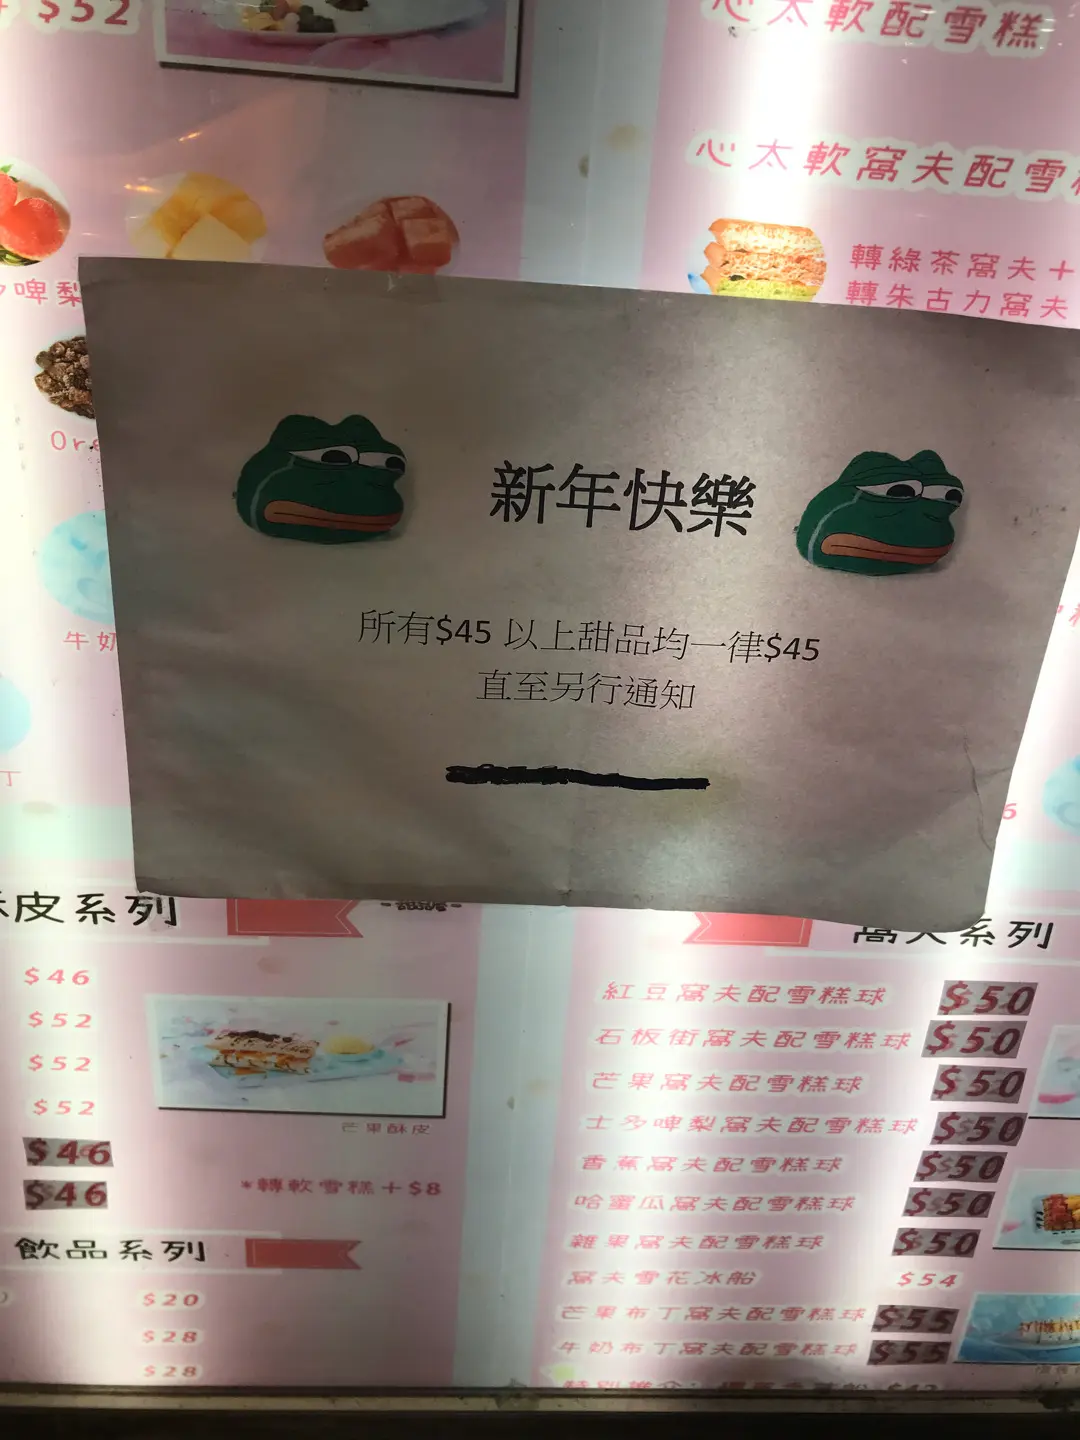 $52
心太軟配雪糕
心太軟窩夫配雪糕
轉綠茶窩夫+
轉朱古力窩夫
多啤梨
Ore
牛奶
丁
新年快樂
所有$45 以上甜品均一律$45
直至另行通知
皮系列
$46
$52
$52
$52
$46
$46
芒果酥皮
*轉軟雪糕+$8
飲品系列
$20
$28
$28
窩夫系列
紅豆窩夫配雪糕球 $50
石板街窩夫配雪糕球 $50
芒果窩夫配雪糕球 $50
士多啤梨窩夫配雪糕球 $50
香蕉窩夫配雪糕球 $50
哈蜜瓜窩夫配雪糕球 $50
雜果窩夫配雪糕球 $50
窩夫雪花冰船 $54
芒果布丁窩夫配雪糕球 $55
牛奶布丁窩夫配雪糕球 $55